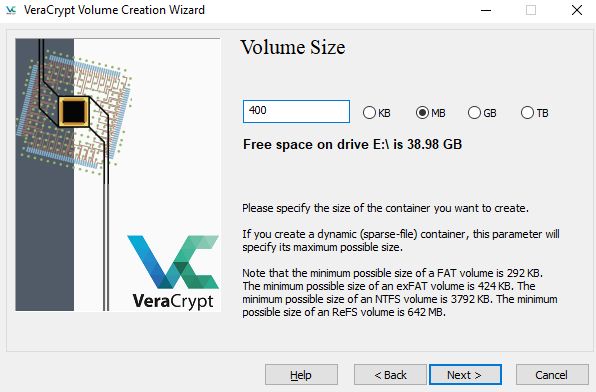 VeraCrypt Volume Creation Wizard
Volume Size
400 KB MB GB TB
Free space on drive E:\ is 38.98 GB
Please specify the size of the container you want to create.
If you create a dynamic (sparse-file) container, this parameter will
specify its maximum possible size.
Note that the minimum possible size of a FAT volume is 292 KB.
The minimum possible size of an exFAT volume is 424 KB. The
minimum possible size of an NTFS volume is 3792 KB. The minimum
possible size of an ReFS volume is 642 MB.
VeraCrypt
Help < Back Next > Cancel